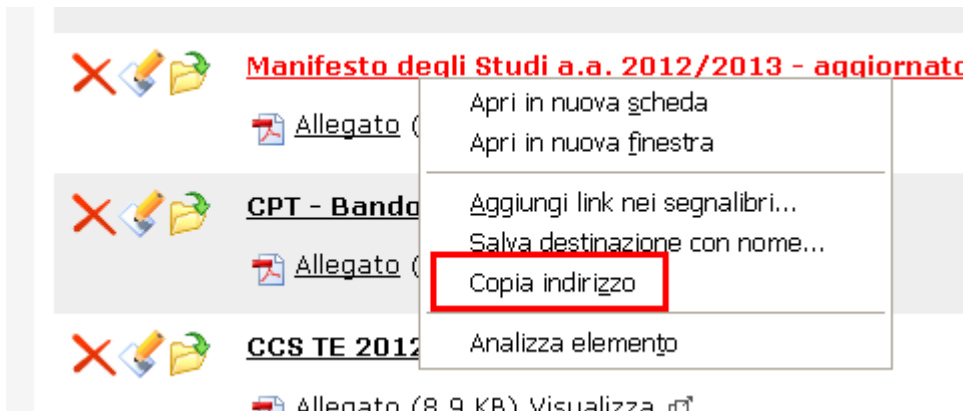 Manifesto degli Studi a.a. 2012/2013 - aggiornato
Allegato (
Apri in nuova scheda
Apri in nuova finestra
CPT - Bando
Allegato (
Aggiungi link nei segnalibri...
Salva destinazione con nome...
Copia indirizzo
CCS TE 2012
Analizza elemento
Allegato (8.9 KB) Visualizza